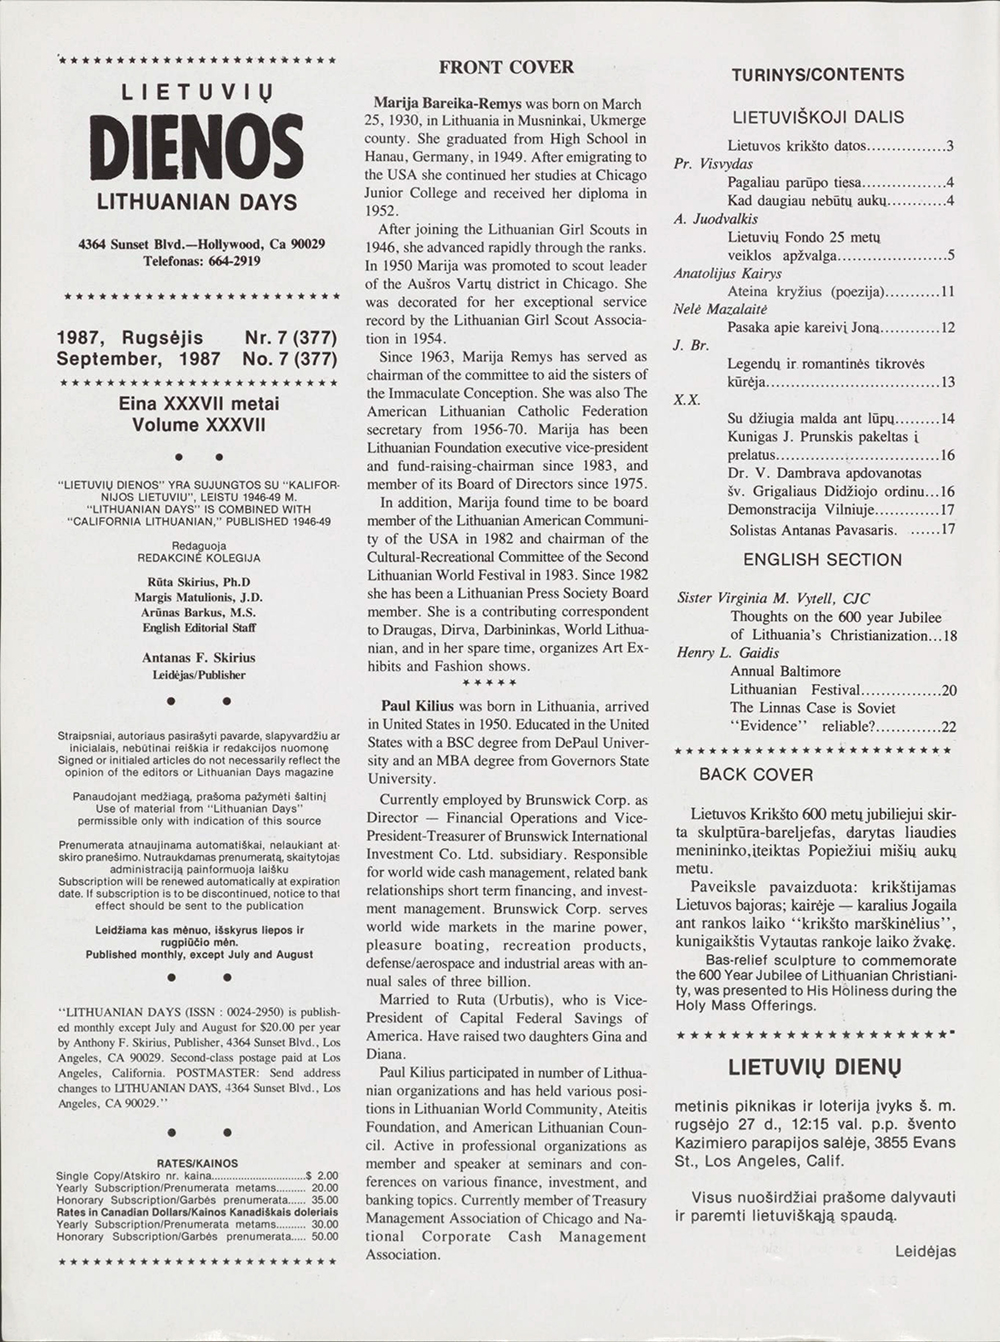 LIETUVIŲ
DIENOS
LITHUANIAN DAYS
4364 Sunset Blvd.—Hollywood, Ca 90029
Telefonas: 664-2919
1987, Rugsėjis Nr. 7 (377)
September, 1987 No. 7 (377)
Eina XXXVII metai
Volume XXXVII
"LIETUVIŲ DIENOS" YRA SUJUNGTOS SU "KALIFOR-
NIJOS LIETUVIU", LEISTU 1946-49 M.
"LITHUANIAN DAYS" IS COMBINED WITH
"CALIFORNIA LITHUANIAN," PUBLISHED 1946-49
Redaguoja
REDAKCINĖ KOLEGIJA
Rūta Skirius, Ph.D
Margis Matulionis, J.D.
Arūnas Barkus, M.S.
English Editorial Staff
Antanas F. Skirius
Leidėjas/Publisher
Straipsniai, autoriaus pasirašyti pavarde, slapyvardžiu ar
inicialais, nebūtinai reiškia ir redakcijos nuomonę
Signed or initialed articles do not necessarily reflect the
opinion of the editors or Lithuanian Days magazine
Panaudojant medžiagą, prašoma pažymėti šaltinį
Use of material from "Lithuanian Days"
permissible only with indication of this source
Prenumerata atnaujinama automatiškai, nelaukiant at-
skiro pranešimo. Nutraukdamas prenumeratą, skaitytojas
administraciją painformuoja laišku
Subscription will be renewed automatically at expiration
date. If subscription is to be discontinued, notice to that
effect should be sent to the publication
Leidžiama kas mėnuo, išskyrus liepos ir
rugpiūčio mėn.
Published monthly, except July and August
"LITHUANIAN DAYS (ISSN : 0024-2950) is publish-
ed monthly except July and August for $20.00 per year
by Anthony F. Skirius, Publisher, 4364 Sunset Blvd., Los
Angeles, CA 90029. Second-class postage paid at Los
Angeles, California. POSTMASTER: Send address
changes to LITHUANIAN DAYS, 4364 Sunset Blvd., Los
Angeles, CA 90029."
RATES/KAINOS
Single Copy/Atskiro nr. kaina..............................$ 2.00
Yearly Subscription/Prenumerata metams.......... 20.00
Honorary Subscription/Garbės prenumerata...... 35.00
Rates in Canadian Dollars/Kainos Kanadiškais doleriais
Yearly Subscription/Prenumerata metams.......... 30.00
Honorary Subscription/Garbės prenumerata..... 50.00
FRONT COVER
Marija Bareika-Remys was born on March
25, 1930, in Lithuania in Musninkai, Ukmerge
county. She graduated from High School in
Hanau, Germany, in 1949. After emigrating to
the USA she continued her studies at Chicago
Junior College and received her diploma in
1952.
After joining the Lithuanian Girl Scouts in
1946, she advanced rapidly through the ranks.
In 1950 Marija was promoted to scout leader
of the Aušros Vartų district in Chicago. She
was decorated for her exceptional service
record by the Lithuanian Girl Scout Associa-
tion in 1954.
Since 1963, Marija Remys has served as
chairman of the committee to aid the sisters of
the Immaculate Conception. She was also The
American Lithuanian Catholic Federation
secretary from 1956-70. Marija has been
Lithuanian Foundation executive vice-president
and fund-raising-chairman since 1983, and
member of its Board of Directors since 1975.
In addition, Marija found time to be board
member of the Lithuanian American Communi-
ty of the USA in 1982 and chairman of the
Cultural-Recreational Committee of the Second
Lithuanian World Festival in 1983. Since 1982
she has been a Lithuanian Press Society Board
member. She is a contributing correspondent
to Draugas, Dirva, Darbininkas, World Lithua-
nian, and in her spare time, organizes Art Ex-
hibits and Fashion shows.
*****
Paul Kilius was born in Lithuania, arrived
in United States in 1950. Educated in the United
States with a BSC degree from DePaul Univer-
sity and an MBA degree from Governors State
University.
Currently employed by Brunswick Corp. as
Director — Financial Operations and Vice-
President-Treasurer of Brunswick International
Investment Co. Ltd. subsidiary. Responsible
for world wide cash management, related bank
relationships short term financing, and invest-
ment management. Brunswick Corp. serves
world wide markets in the marine power,
pleasure boating, recreation products,
defense/aerospace and industrial areas with an-
nual sales of three billion.
Married to Ruta (Urbutis), who is Vice-
President of Capital Federal Savings of
America. Have raised two daughters Gina and
Diana.
Paul Kilius participated in number of Lithua-
nian organizations and has held various posi-
tions in Lithuanian World Community, Ateitis
Foundation, and American Lithuanian Coun-
cil. Active in professional organizations as
member and speaker at seminars and con-
ferences on various finance, investment, and
banking topics. Currently member of Treasury
Management Association of Chicago and Na-
tional Corporate Cash Management
Association.
TURINYS/CONTENTS
LIETUVIŠKOJI DALIS
Lietuvos krikšto datos................3
Pr. Visvydas
Pagaliau parūpo tiesa.................4
Kad daugiau nebūtų aukų............4
A. Juodvalkis
Lietuvių Fondo 25 metų
veiklos apžvalga......................5
Anatolijus Kairys
Ateina kryžius (poezija)...........11
Nelė Mazalaitė
Pasaka apie kareivį Joną............12
J. Br.
Legendų ir romantinės tikrovės
kūrėja...................................13
X.X.
Su džiugia malda ant lūpų.........14
Kunigas J. Prunskis pakeltas į
prelatus.................................16
Dr. V. Dambrava apdovanotas
šv. Grigaliaus Didžiojo ordinu...16
Demonstracija Vilniuje.............17
Solistas Antanas Pavasaris. ......17
ENGLISH SECTION
Sister Virginia M. Vytell, CJC
Thoughts on the 600 year Jubilee
of Lithuania's Christianization...18
Henry L. Gaidis
Annual Baltimore
Lithuanian Festival................20
The Linnas Case is Soviet
"Evidence" reliable?.............22
BACK COVER
Lietuvos Krikšto 600 metų jubiliejui skir-
ta skulptūra-bareljefas, darytas liaudies
menininko,įteiktas Popiežiui mišių aukų
metu.
Paveiksle pavaizduota: krikštijamas
Lietuvos bajoras; kairėje — karalius Jogaila
ant rankos laiko "krikšto marškinėlius",
kunigaikštis Vytautas rankoje laiko žvakę.
Bas-relief sculpture to commemorate
the 600 Year Jubilee of Lithuanian Christiani-
ty, was presented to His Holiness during the
Holy Mass Offerings.
LIETUVIŲ DIENŲ
metinis piknikas ir loterija įvyks š. m.
rugsėjo 27 d., 12:15 val. p.p. švento
Kazimiero parapijos salėje, 3855 Evans
St., Los Angeles, Calif.
Visus nuoširdžiai prašome dalyvauti
ir paremti lietuviškąją spaudą.
Leidėjas